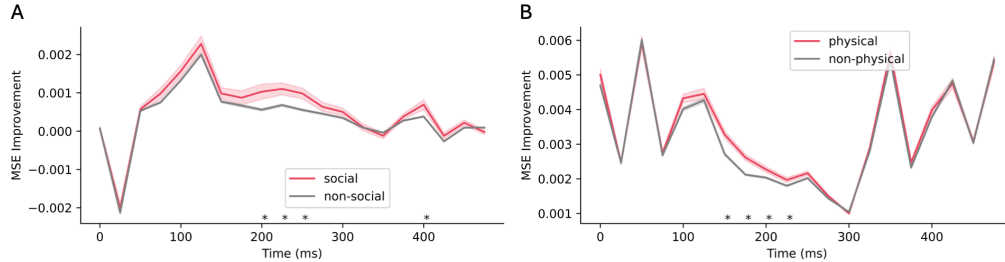 A
MSE Improvement
0.002
0.001
0.000
−0.001
−0.002
social
non-social
* * * *
0 100 200 300 400
Time (ms)
B
MSE Improvement
0.006
0.005
0.004
0.003
0.002
0.001
physical
non-physical
* * * *
0 100 200 300 400
Time (ms)